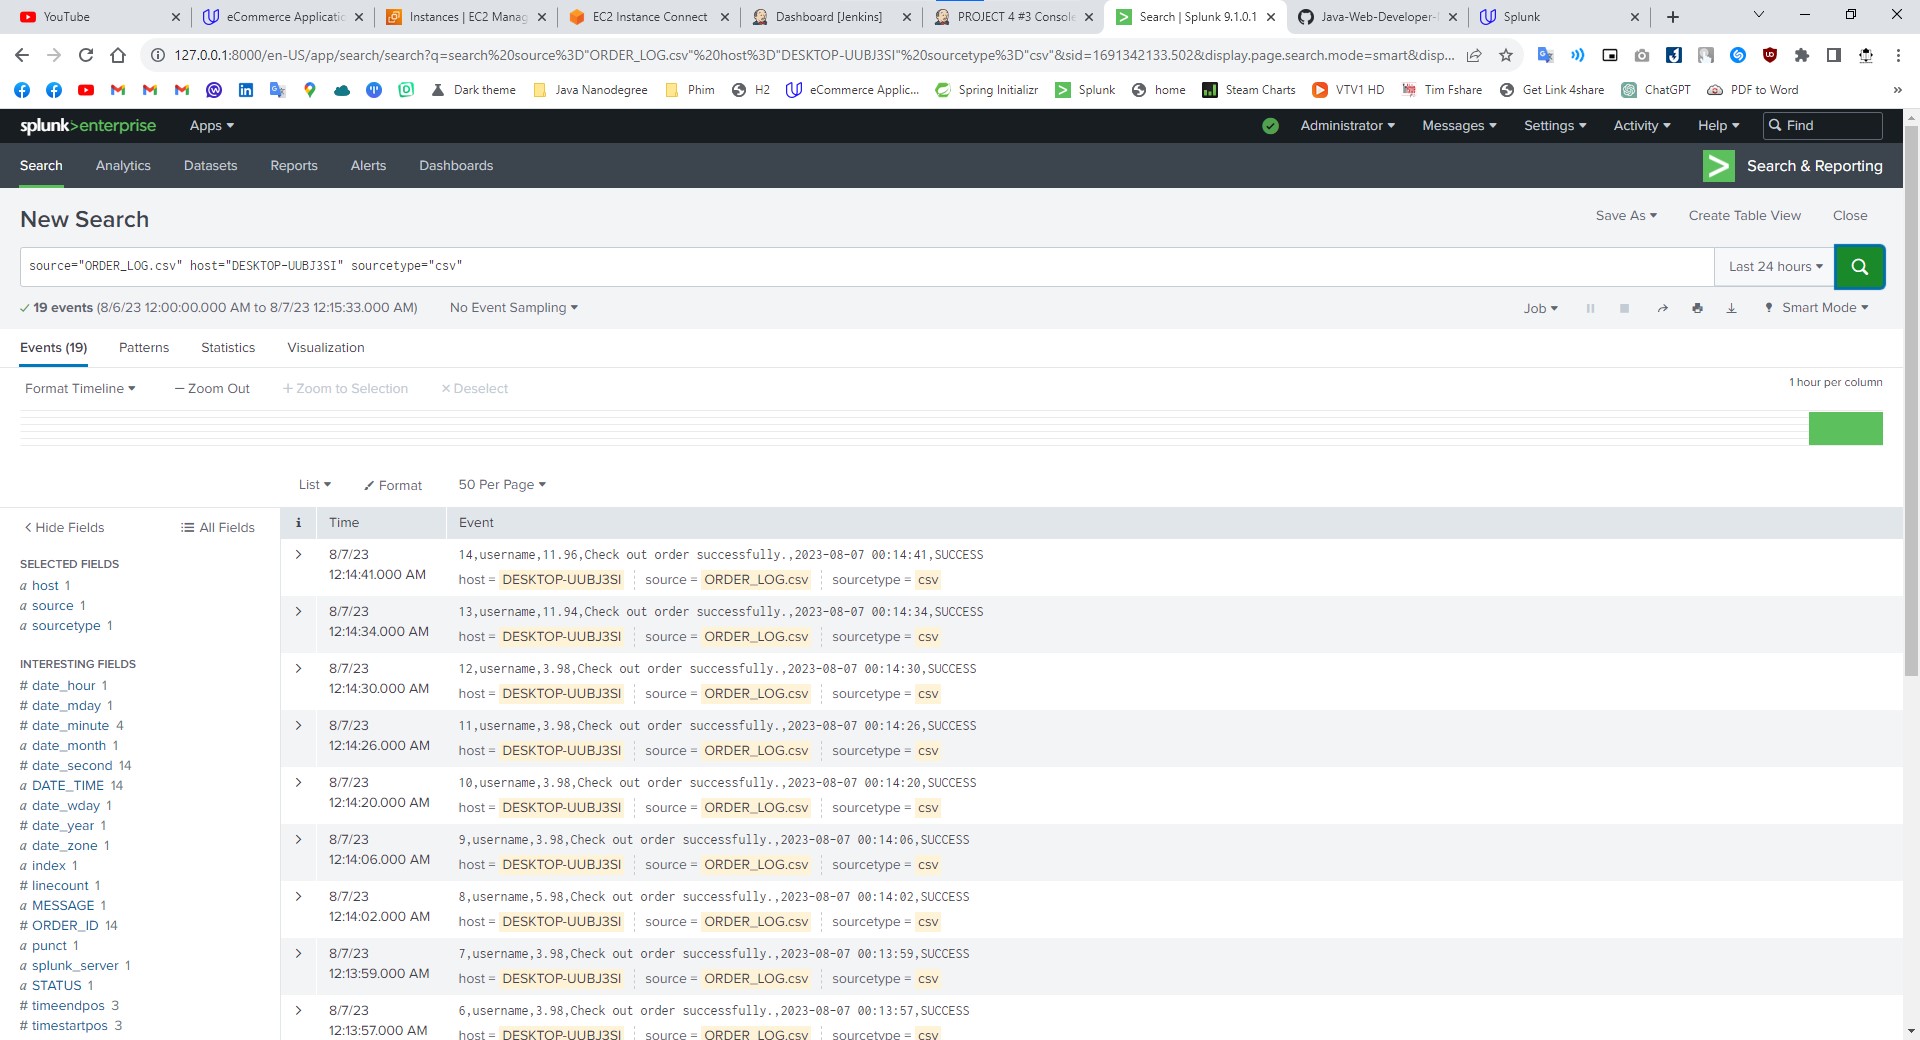 YouTube
eCommerce Applicatio
Instances | EC2 Manag
EC2 Instance Connect
Dashboard [Jenkins]
PROJECT 4 #3 Console
Search | Splunk 9.1.0.1
Java-Web-Developer-
Splunk
127.0.0.1:8000/en-US/app/search/search?q=search%20source%3D"ORDER_LOG.csv"%20host%3D"DESKTOP-UUBJ3SI"%20sourcetype%3D"csv"&sid=1691342133.502&display.page.search.mode=smart&disp...
Dark theme
Java Nanodegree
Phim
H2
eCommerce Applic...
Spring Initializr
Splunk
home
Steam Charts
VTV1 HD
Tim Fshare
Get Link 4share
ChatGPT
PDF to Word
»
splunk>enterprise
Apps
Administrator
Messages
Settings
Activity
Help
Find
Search
Analytics
Datasets
Reports
Alerts
Dashboards
Search & Reporting
New Search
Save As
Create Table View
Close
source="ORDER_LOG.csv" host="DESKTOP-UUBJ3SI" sourcetype="csv"
Last 24 hours
19 events (8/6/23 12:00:00.000 AM to 8/7/23 12:15:33.000 AM)
No Event Sampling
Job
Smart Mode
Events (19)
Patterns
Statistics
Visualization
Format Timeline
— Zoom Out
+ Zoom to Selection
× Deselect
1 hour per column
List
Format
50 Per Page
< Hide Fields
All Fields
i
Time
Event
SELECTED FIELDS
a host 1
a source 1
a sourcetype 1
INTERESTING FIELDS
# date_hour 1
# date_mday 1
# date_minute 4
a date_month 1
# date_second 14
a DATE_TIME 14
a date_wday 1
# date_year 1
a date_zone 1
a index 1
# linecount 1
a MESSAGE 1
# ORDER_ID 14
a punct 1
a splunk_server 1
a STATUS 1
# timeendpos 3
# timestartpos 3
8/7/23
12:14:41.000 AM
14,username,11.96,Check out order successfully.,2023-08-07 00:14:41,SUCCESS
host = DESKTOP-UUBJ3SI source = ORDER_LOG.csv sourcetype = csv
8/7/23
12:14:34.000 AM
13,username,11.94,Check out order successfully.,2023-08-07 00:14:34,SUCCESS
host = DESKTOP-UUBJ3SI source = ORDER_LOG.csv sourcetype = csv
8/7/23
12:14:30.000 AM
12,username,3.98,Check out order successfully.,2023-08-07 00:14:30,SUCCESS
host = DESKTOP-UUBJ3SI source = ORDER_LOG.csv sourcetype = csv
8/7/23
12:14:26.000 AM
11,username,3.98,Check out order successfully.,2023-08-07 00:14:26,SUCCESS
host = DESKTOP-UUBJ3SI source = ORDER_LOG.csv sourcetype = csv
8/7/23
12:14:20.000 AM
10,username,3.98,Check out order successfully.,2023-08-07 00:14:20,SUCCESS
host = DESKTOP-UUBJ3SI source = ORDER_LOG.csv sourcetype = csv
8/7/23
12:14:06.000 AM
9,username,3.98,Check out order successfully.,2023-08-07 00:14:06,SUCCESS
host = DESKTOP-UUBJ3SI source = ORDER_LOG.csv sourcetype = csv
8/7/23
12:14:02.000 AM
8,username,5.98,Check out order successfully.,2023-08-07 00:14:02,SUCCESS
host = DESKTOP-UUBJ3SI source = ORDER_LOG.csv sourcetype = csv
8/7/23
12:13:59.000 AM
7,username,3.98,Check out order successfully.,2023-08-07 00:13:59,SUCCESS
host = DESKTOP-UUBJ3SI source = ORDER_LOG.csv sourcetype = csv
8/7/23
12:13:57.000 AM
6,username,3.98,Check out order successfully.,2023-08-07 00:13:57,SUCCESS
host = DESKTOP-UUBJ3SI source = ORDER_LOG.csv sourcetype = csv